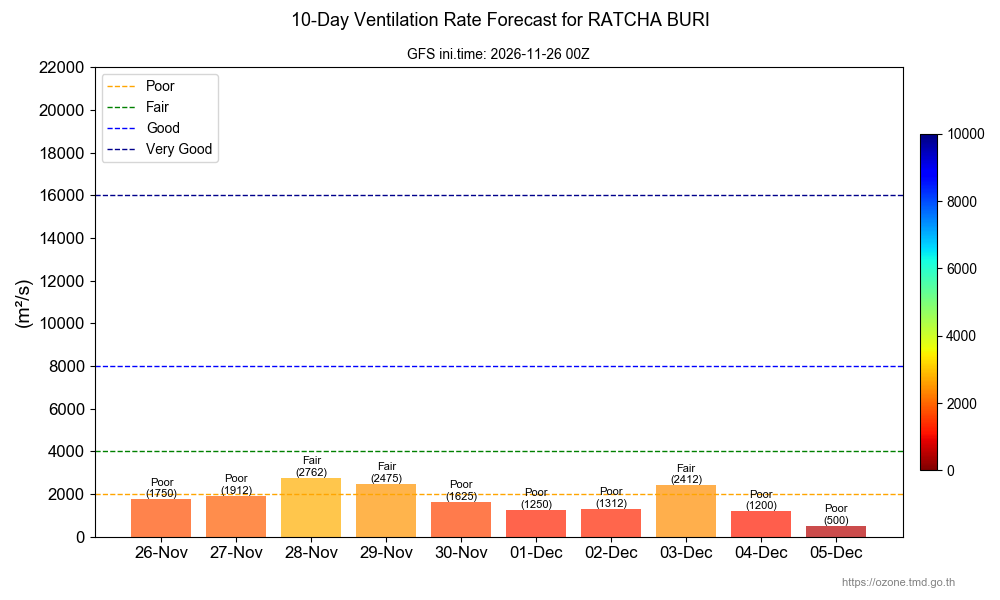 10-Day Ventilation Rate Forecast for RATCHA BURI
GFS ini.time: 2026-11-26 00Z
(m²/s)
22000
20000
18000
16000
14000
12000
10000
8000
6000
4000
2000
0
Poor
Fair
Good
Very Good
Poor
(1750)
Poor
(1912)
Fair
(2762)
Fair
(2475)
Poor
(1625)
Poor
(1250)
Poor
(1312)
Fair
(2412)
Poor
(1200)
Poor
(500)
26-Nov
27-Nov
28-Nov
29-Nov
30-Nov
01-Dec
02-Dec
03-Dec
04-Dec
05-Dec
10000
8000
6000
4000
2000
0
https://ozone.tmd.go.th